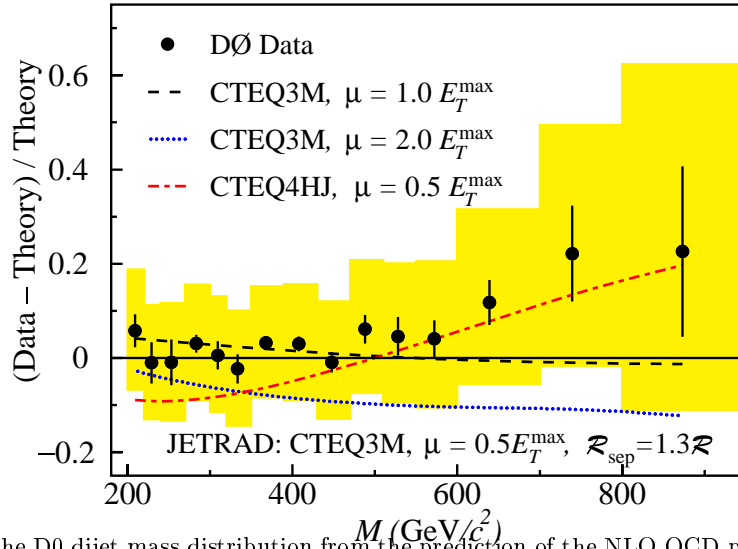 (Data – Theory) / Theory
0.6
0.4
0.2
0
−0.2
DØ Data
CTEQ3M, μ = 1.0 E_T^max
CTEQ3M, μ = 2.0 E_T^max
CTEQ4HJ, μ = 0.5 E_T^max
JETRAD: CTEQ3M, μ = 0.5E_T^max, ℛ_sep=1.3ℛ
200 400 600 800
M (GeV/c²)
he D0 dijet mass distribution from the prediction of the NLO QCD p